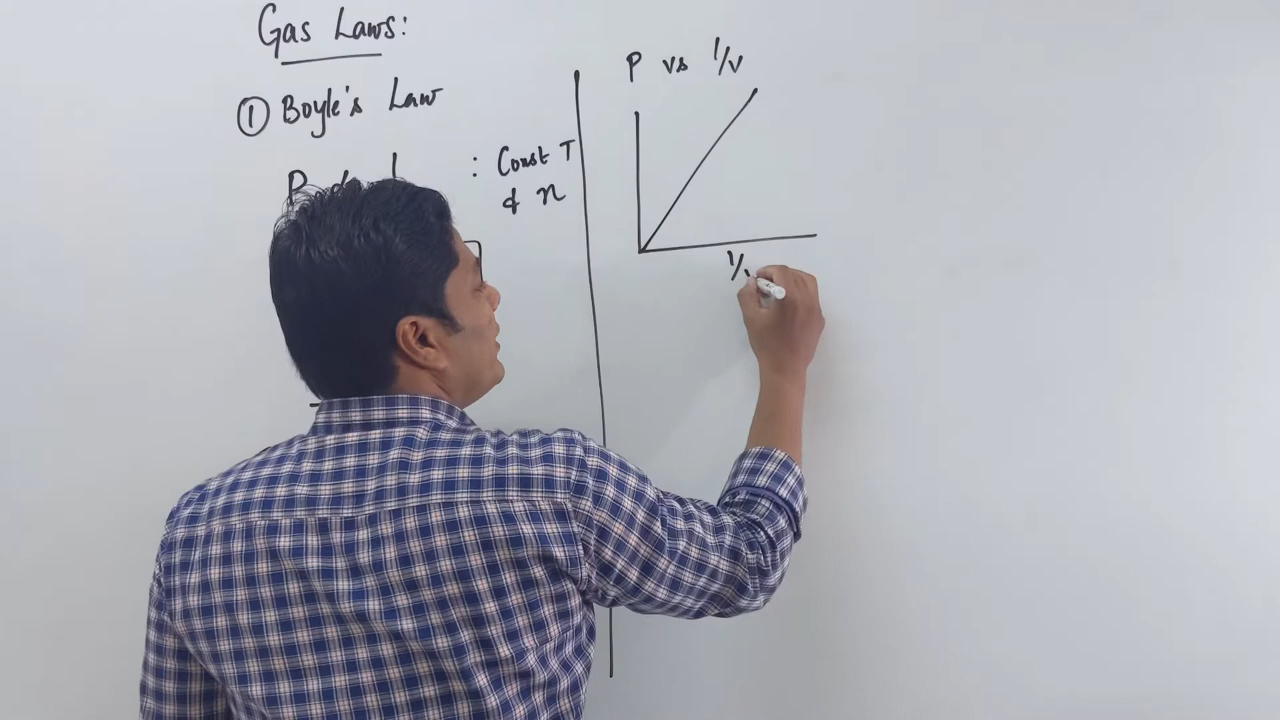 Gas Laws:
① Boyle's Law
: Const T
& n
P vs 1/v
1/